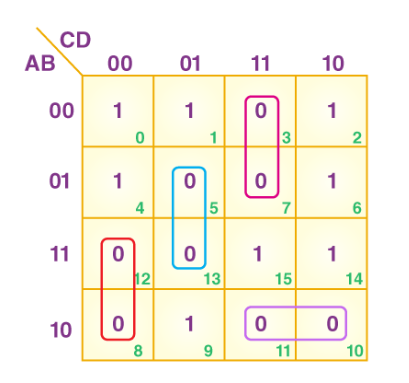 CD
AB 00 01 11 10
00 1 1 0 1
0 1 3 2
01 1 0 0 1
4 5 7 6
11 0 0 1 1
12 13 15 14
10 0 1 0 0
8 9 11 10